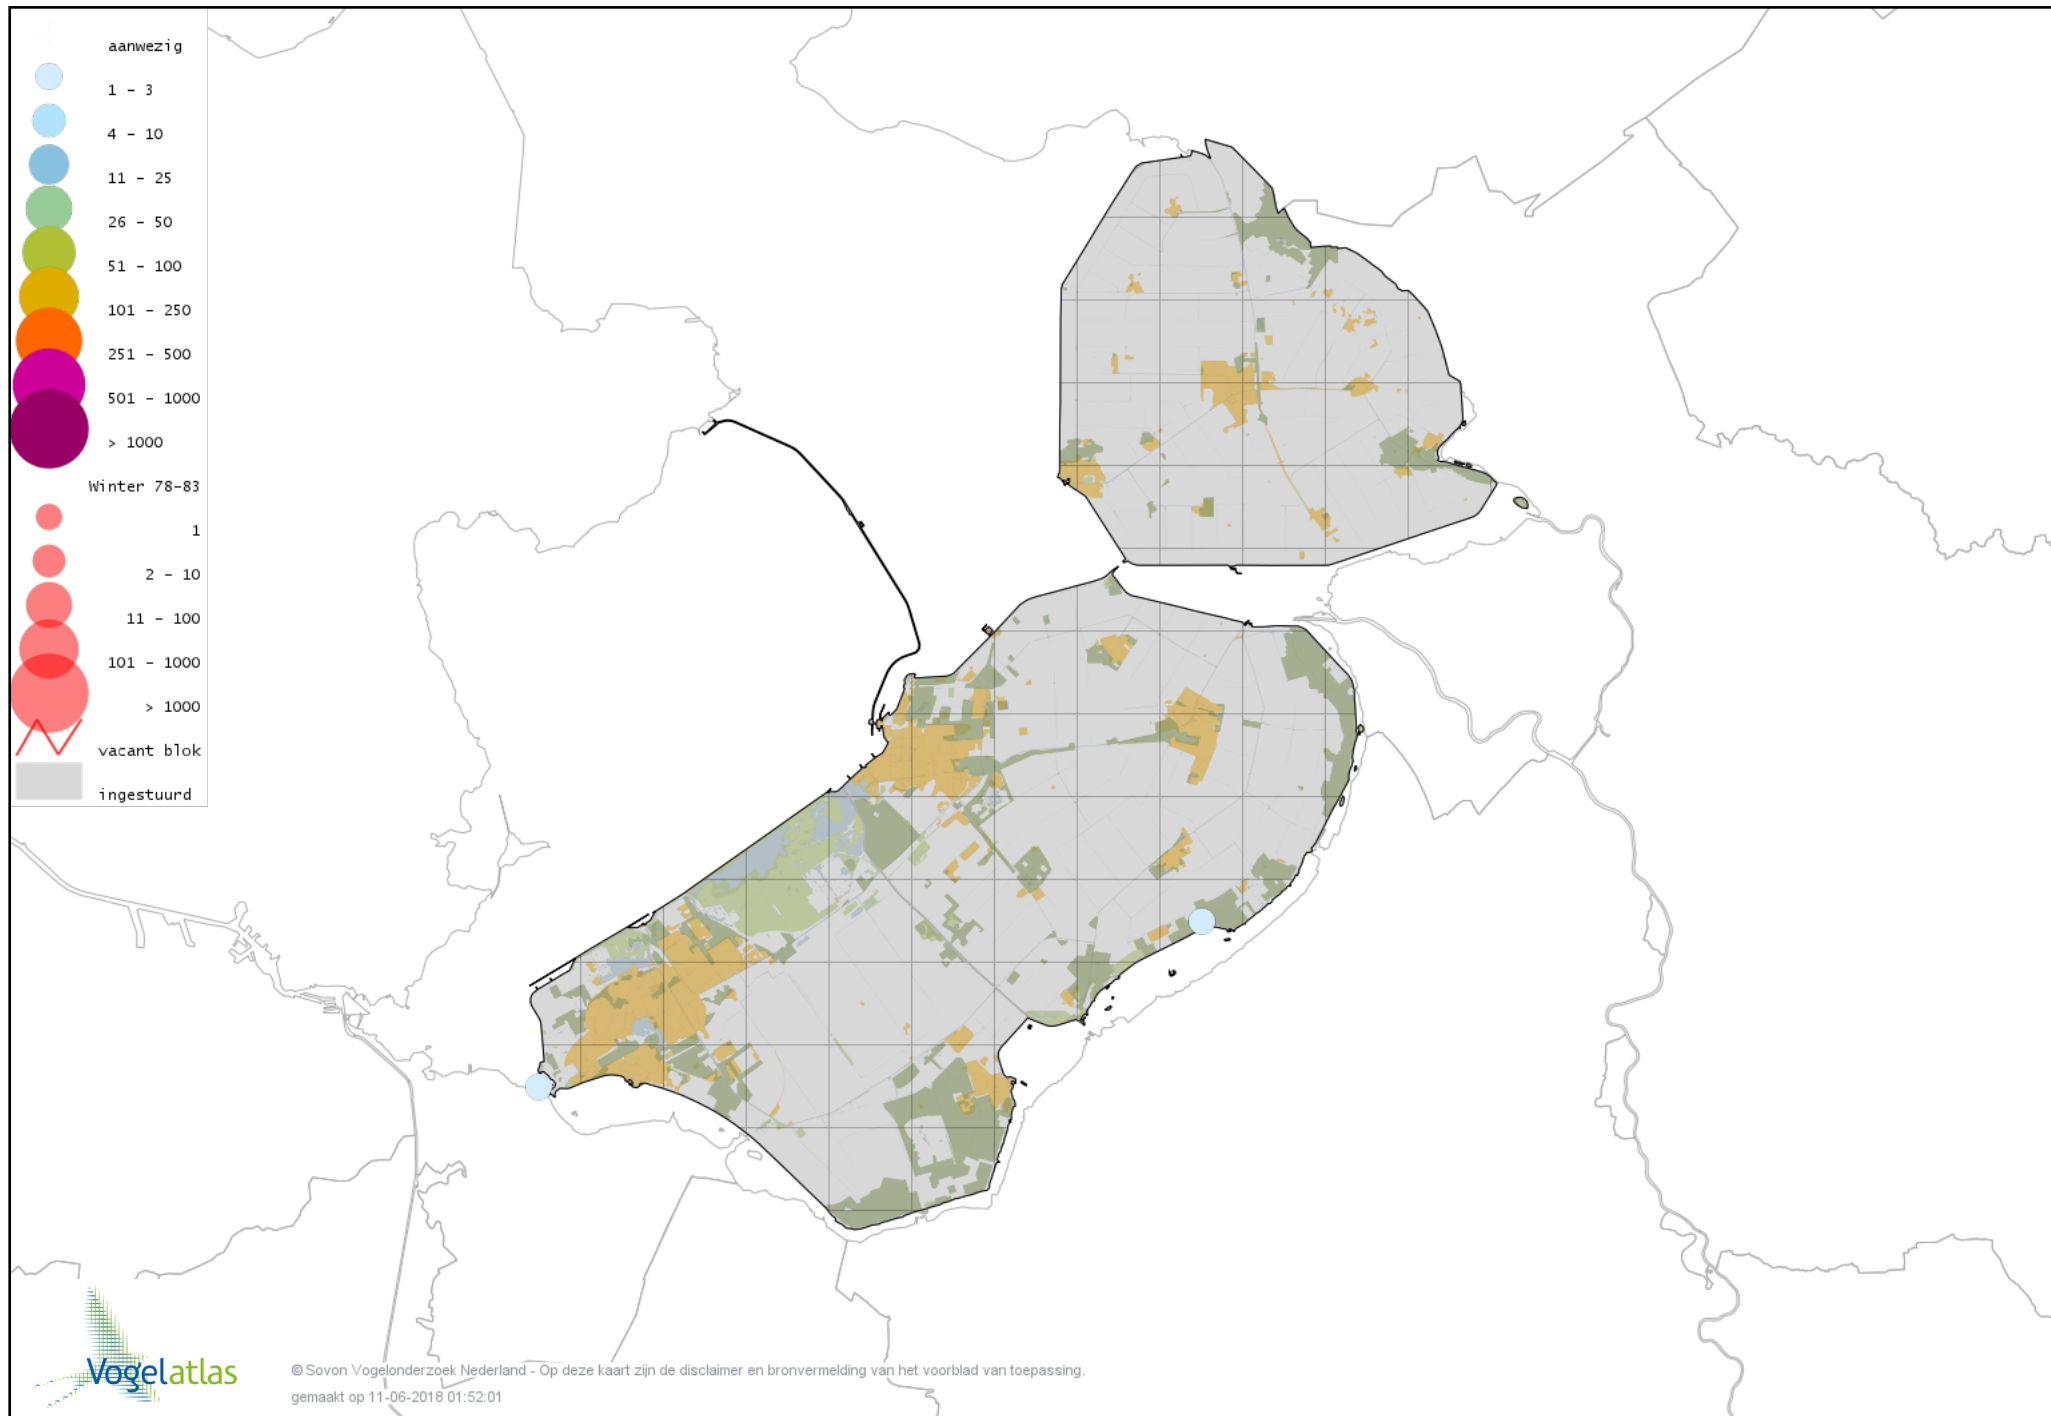 aanwezig
1 - 3
4 - 10
11 - 25
26 - 50
51 - 100
101 - 250
251 - 500
501 - 1000
> 1000
Winter 78-83
1
2 - 10
11 - 100
101 - 1000
> 1000
vacant blok
ingestuurd
Vogelatlas
© Sovon Vogelonderzoek Nederland - Op deze kaart zijn de disclaimer en bronvermelding van het voorblad van toepassing.
gemaakt op 11-06-2018 01:52:01